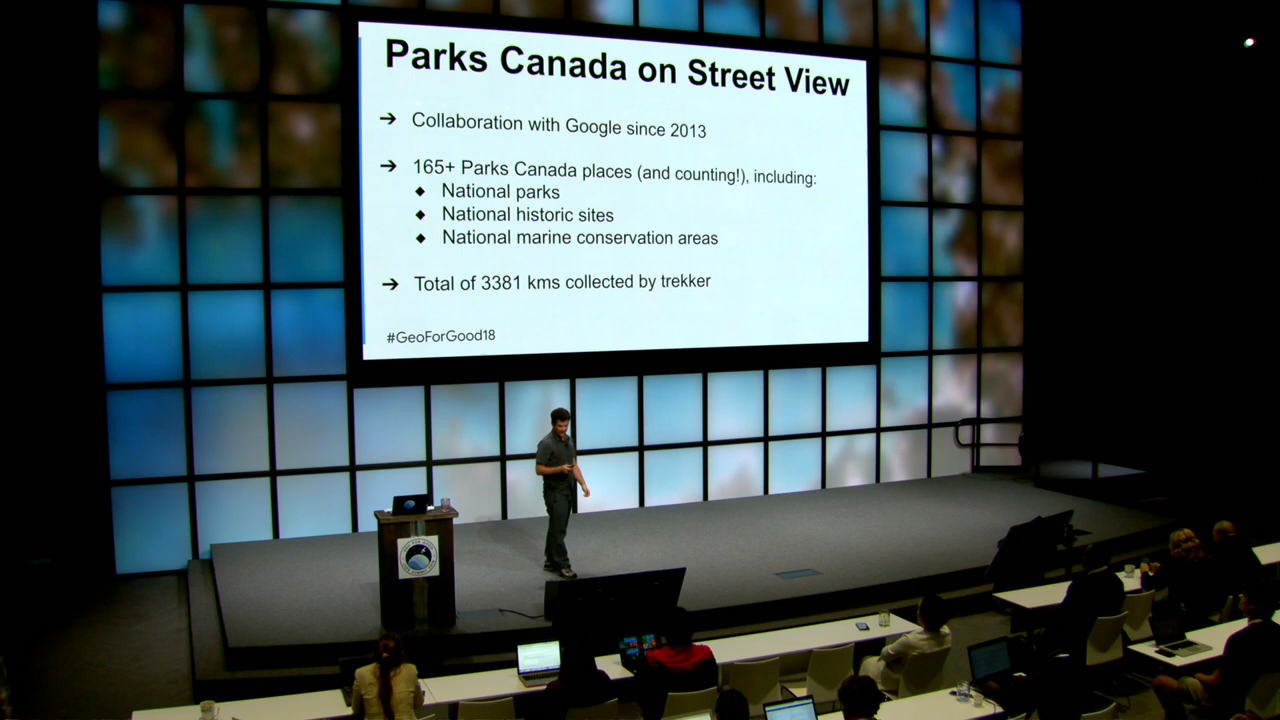 Parks Canada on Street View
➔ Collaboration with Google since 2013
➔ 165+ Parks Canada places (and counting!), including:
◆ National parks
◆ National historic sites
◆ National marine conservation areas
➔ Total of 3381 kms collected by trekker
#GeoForGood18